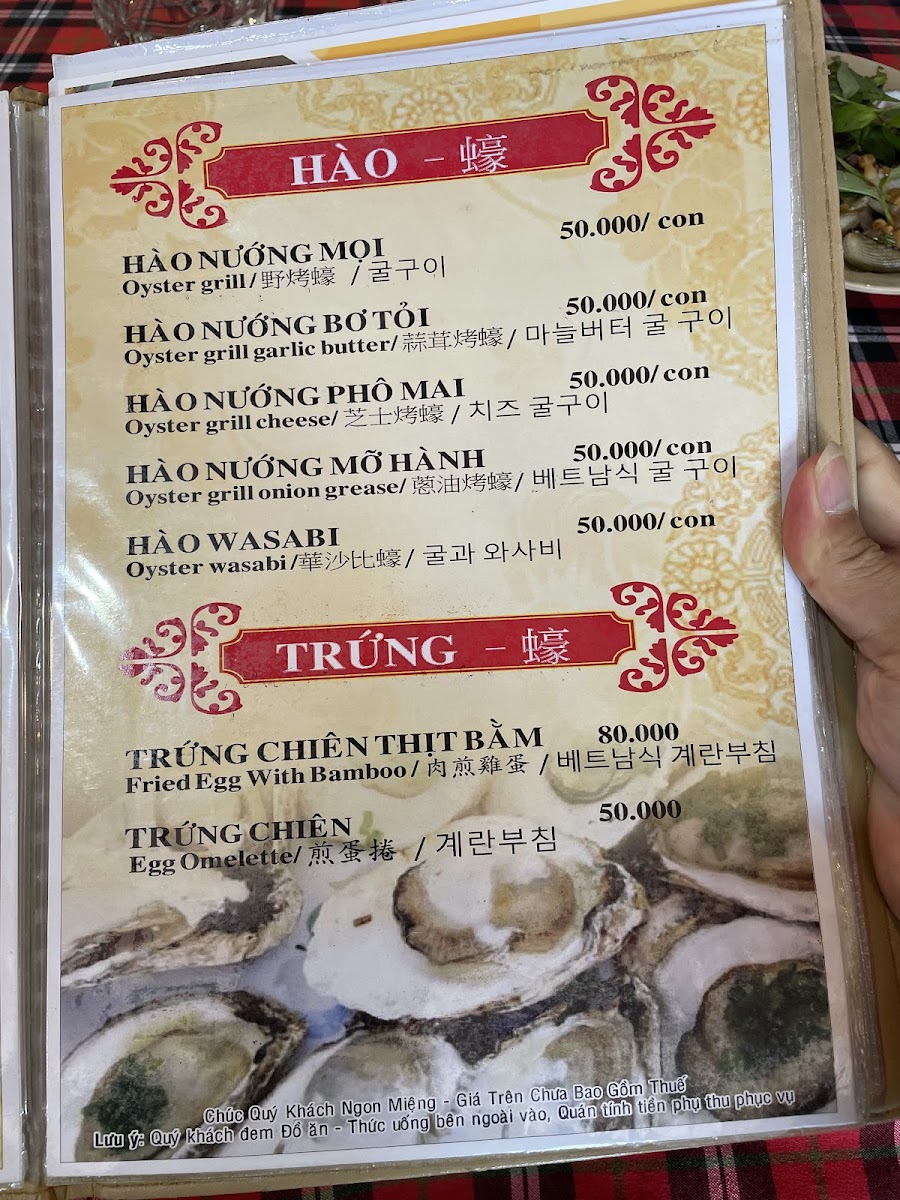 HÀO - 蠔
HÀO NƯỚNG MỌI 50.000/ con
Oyster grill / 野烤蠔 / 굴구이
HÀO NƯỚNG BƠ TỎI 50.000/ con
Oyster grill garlic butter/ 蒜茸烤蠔 / 마늘버터 굴 구이
HÀO NƯỚNG PHÔ MAI 50.000/ con
Oyster grill cheese/ 芝士烤蠔 / 치즈 굴구이
HÀO NƯỚNG MỠ HÀNH 50.000/ con
Oyster grill onion grease/ 蔥油烤蠔/ 베트남식 굴 구이
HÀO WASABI 50.000/ con
Oyster wasabi /華沙比蠔/ 굴과 와사비
TRỨNG - 蠔
TRỨNG CHIÊN THỊT BẰM 80.000
Fried Egg With Bamboo / 肉煎雞蛋 / 베트남식 계란부침
TRỨNG CHIÊN 50.000
Egg Omelette/ 煎蛋捲 / 계란부침
Chúc Quý Khách Ngon Miệng - Giá Trên Chưa Bao Gồm Thuế
Lưu ý: Quý khách đem Đồ ăn - Thức uống bên ngoài vào, Quán tính tiền phụ thu phục vụ